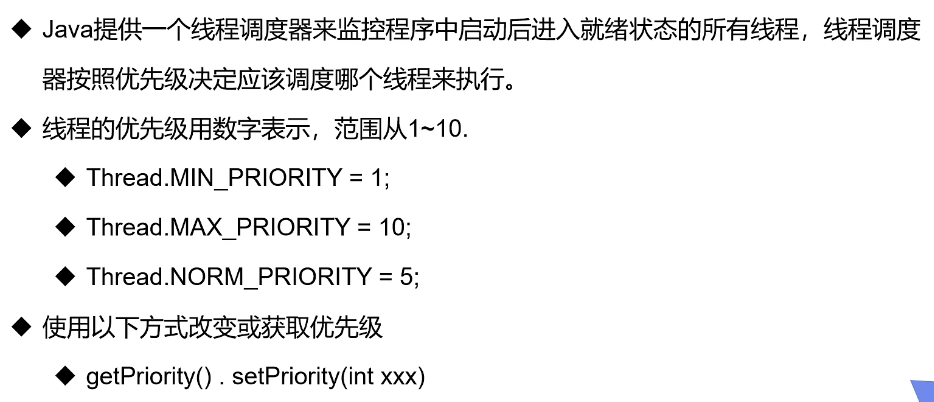 ◆ Java提供一个线程调度器来监控程序中启动后进入就绪状态的所有线程，线程调度
器按照优先级决定应该调度哪个线程来执行。
◆ 线程的优先级用数字表示，范围从1~10.
◆ Thread.MIN_PRIORITY = 1;
◆ Thread.MAX_PRIORITY = 10;
◆ Thread.NORM_PRIORITY = 5;
◆ 使用以下方式改变或获取优先级
◆ getPriority() . setPriority(int xxx)